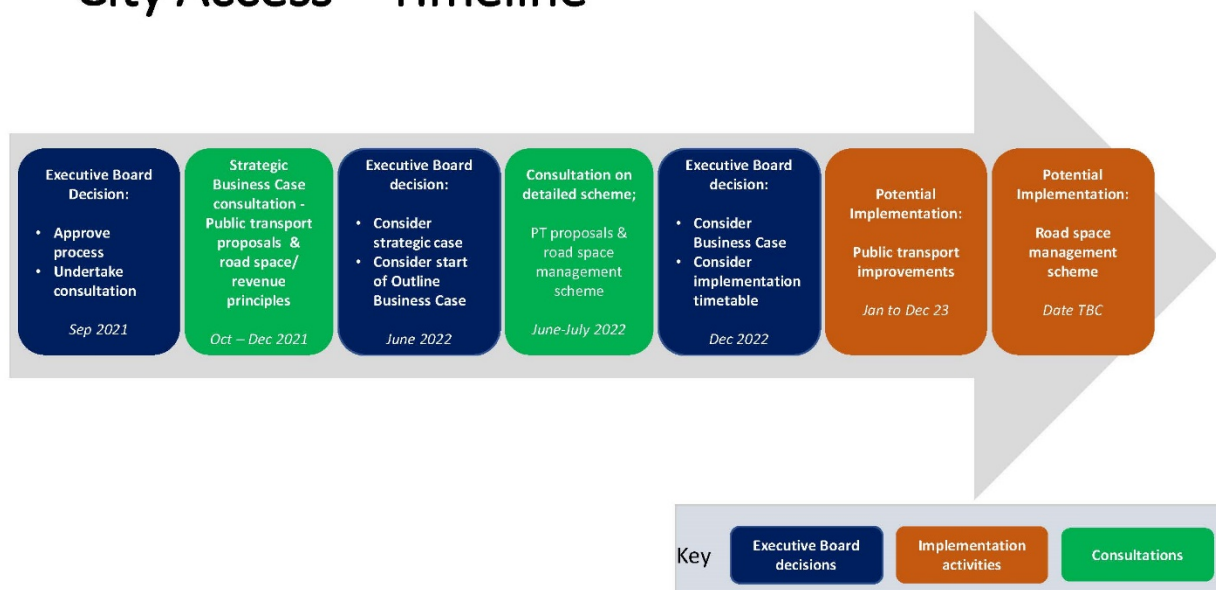 City Access - Timeline
Executive Board
Decision:
• Approve
process
• Undertake
consultation
Sep 2021
Strategic
Business Case
consultation -
Public transport
proposals &
road space/
revenue
principles
Oct – Dec 2021
Executive Board
decision:
• Consider
strategic case
• Consider start
of Outline
Business Case
June 2022
Consultation on
detailed scheme;
PT proposals &
road space
management
scheme
June-July 2022
Executive Board
decision:
• Consider
Business Case
• Consider
implementation
timetable
Dec 2022
Potential
Implementation:
Public transport
improvements
Jan to Dec 23
Potential
Implementation:
Road space
management
scheme
Date TBC
Key
Executive Board
decisions
Implementation
activities
Consultations